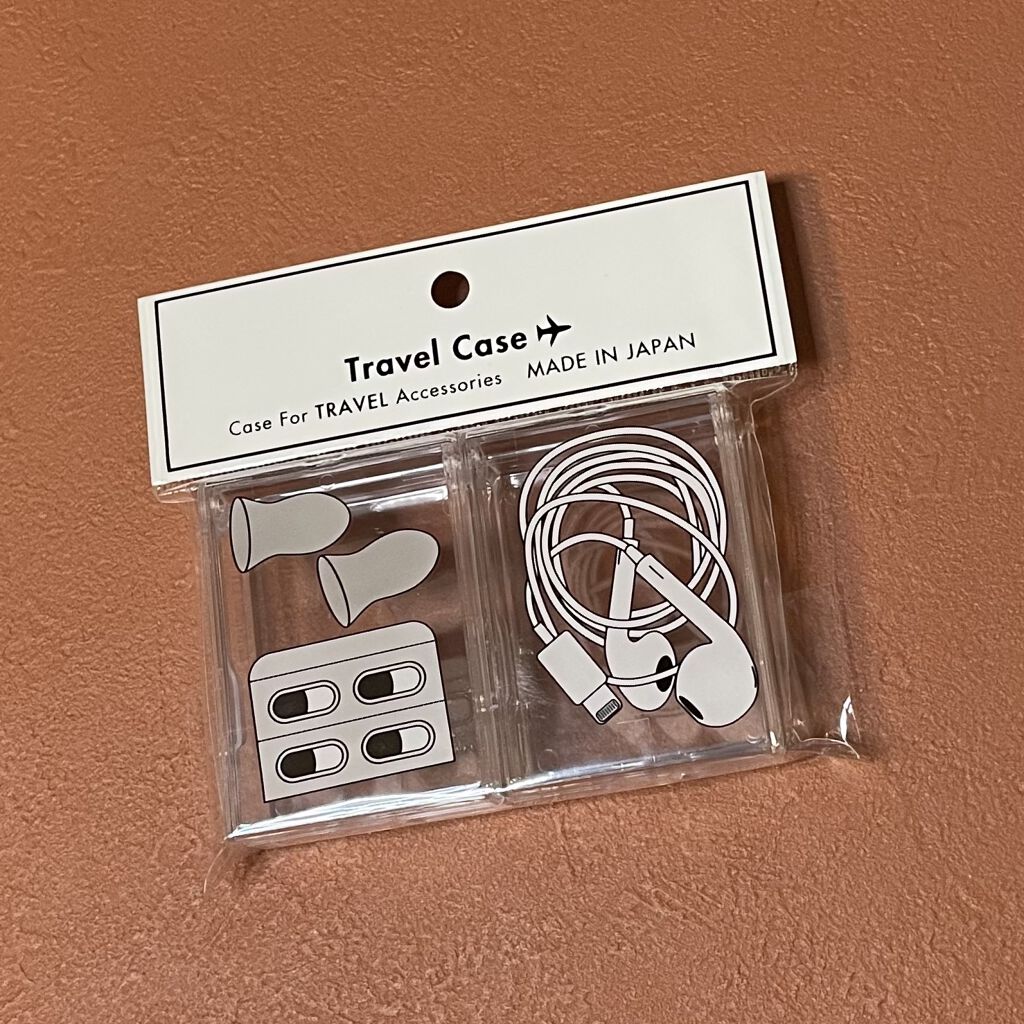 Travel Case
Case For TRAVEL Accessories MADE IN JAPAN